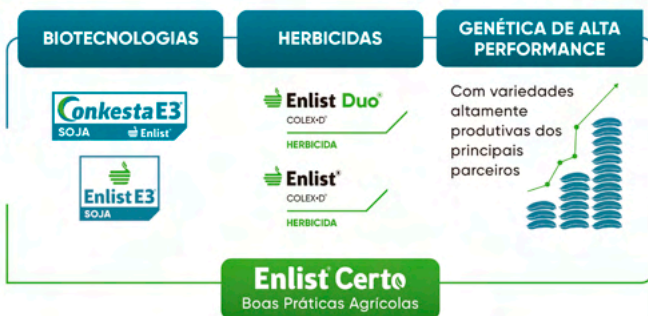 BIOTECNOLOGIAS
HERBICIDAS
GENÉTICA DE ALTA
PERFORMANCE
Conkesta E3®
SOJA
Enlist®
Enlist E3®
SOJA
Enlist Duo®
COLEX•D®
HERBICIDA
Enlist®
COLEX•D®
HERBICIDA
Com variedades
altamente
produtivas dos
principais
parceiros
Enlist® Certo
Boas Práticas Agrícolas